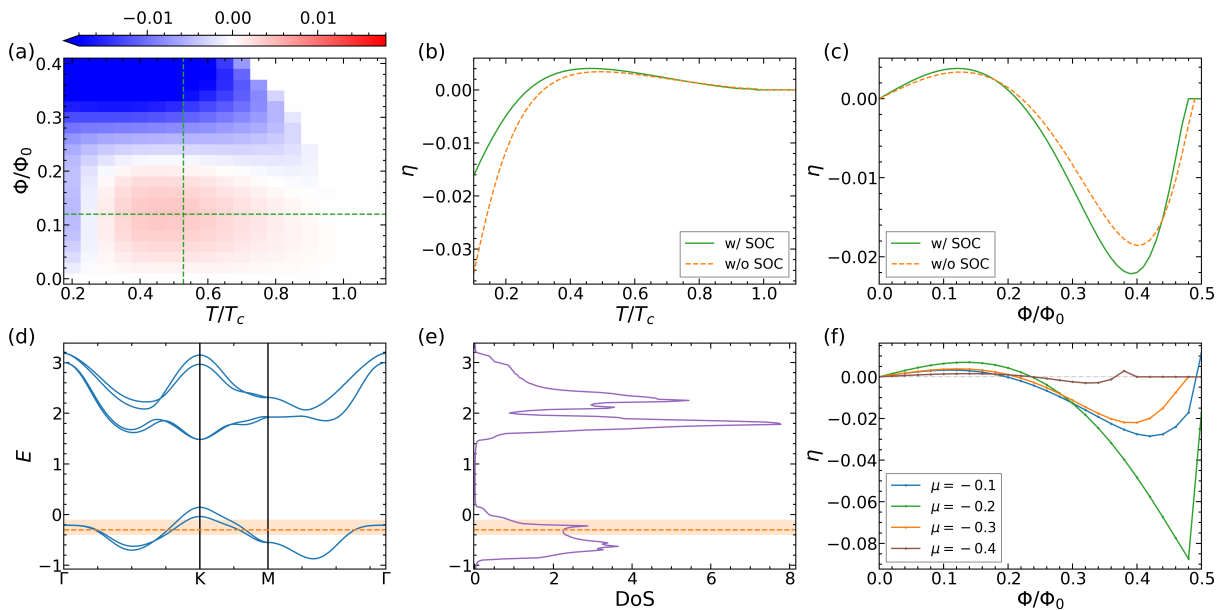 −0.01 0.00 0.01
(a)
0.4
0.3
0.2
0.1
0.0
Φ/Φ0
0.2 0.4 0.6 0.8 1.0
T/Tc
(b)
0.00
−0.01
−0.02
−0.03
η
w/ SOC
w/o SOC
0.2 0.4 0.6 0.8 1.0
T/Tc
(c)
0.00
−0.01
−0.02
η
w/ SOC
w/o SOC
0.0 0.1 0.2 0.3 0.4 0.5
Φ/Φ0
(d)
3
2
1
0
−1
E
Γ K M Γ
(e)
3
2
1
0
−1
0 2 4 6 8
DoS
(f)
0.00
−0.02
−0.04
−0.06
−0.08
η
μ = −0.1
μ = −0.2
μ = −0.3
μ = −0.4
0.0 0.1 0.2 0.3 0.4 0.5
Φ/Φ0